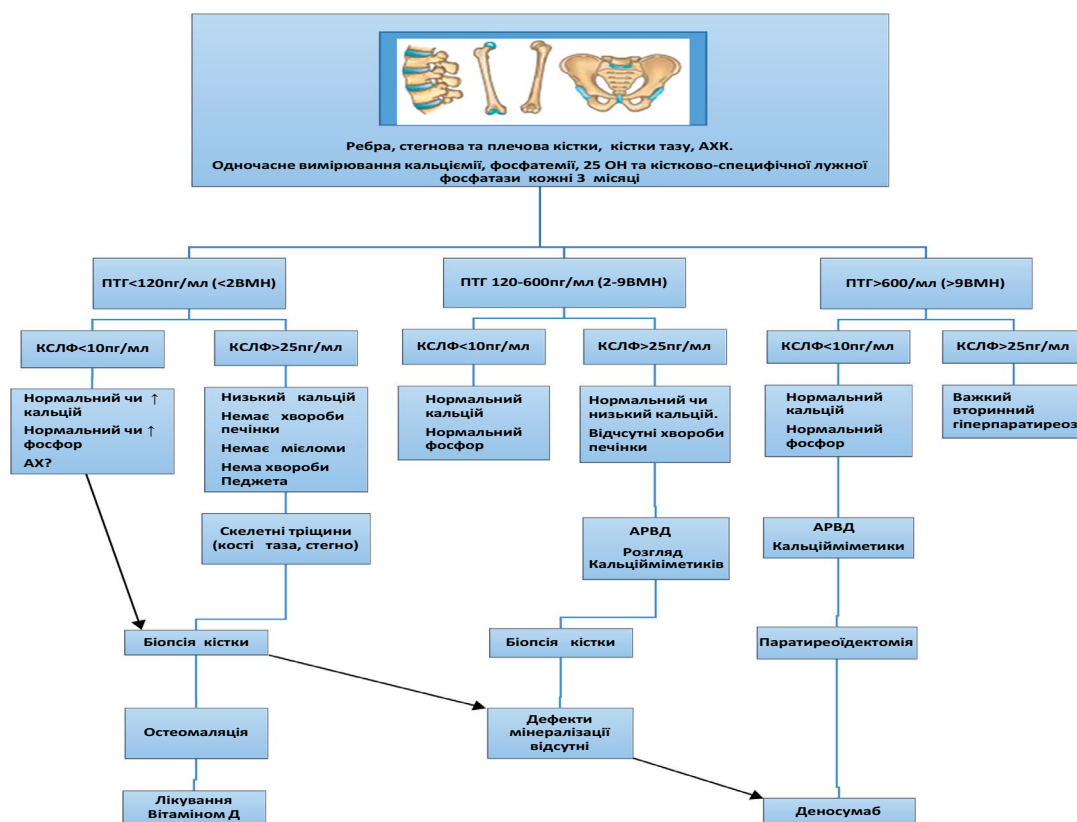 Ребра, стегнова та плечова кістки, кістки тазу, АХК.
Одночасне вимірювання кальціємії, фосфатемії, 25 ОН та кістково-специфічної лужної
фосфатази кожні 3 місяці
ПТГ<120пг/мл (<2ВМН)
ПТГ 120-600пг/мл (2-9ВМН)
ПТГ>600/мл (>9ВМН)
КСЛФ<10пг/мл
КСЛФ>25пг/мл
КСЛФ<10пг/мл
КСЛФ>25пг/мл
КСЛФ<10пг/мл
КСЛФ>25пг/мл
Нормальний чи ↑
кальцій
Нормальний чи ↑
фосфор
АХ?
Низький кальцій
Немає хвороби
печінки
Немає мієломи
Нема хвороби
Педжета
Нормальний
кальцій
Нормальний
фосфор
Нормальний чи
низький кальцій.
Відчсутні хвороби
печінки
Нормальний
кальцій
Нормальний
фосфор
Важкий
вторинний
гіперпаратиреоз
Скелетні тріщини
(кості таза, стегно)
АРВД
Розгляд
Кальцийміметиків
АРВД
Кальцийміметики
Біопсія кістки
Біопсія кістки
Паратиреоїдектомія
Остеомаляція
Дефекти
мінералізації
відсутні
Лікування
Вітаміном Д
Деносумаб